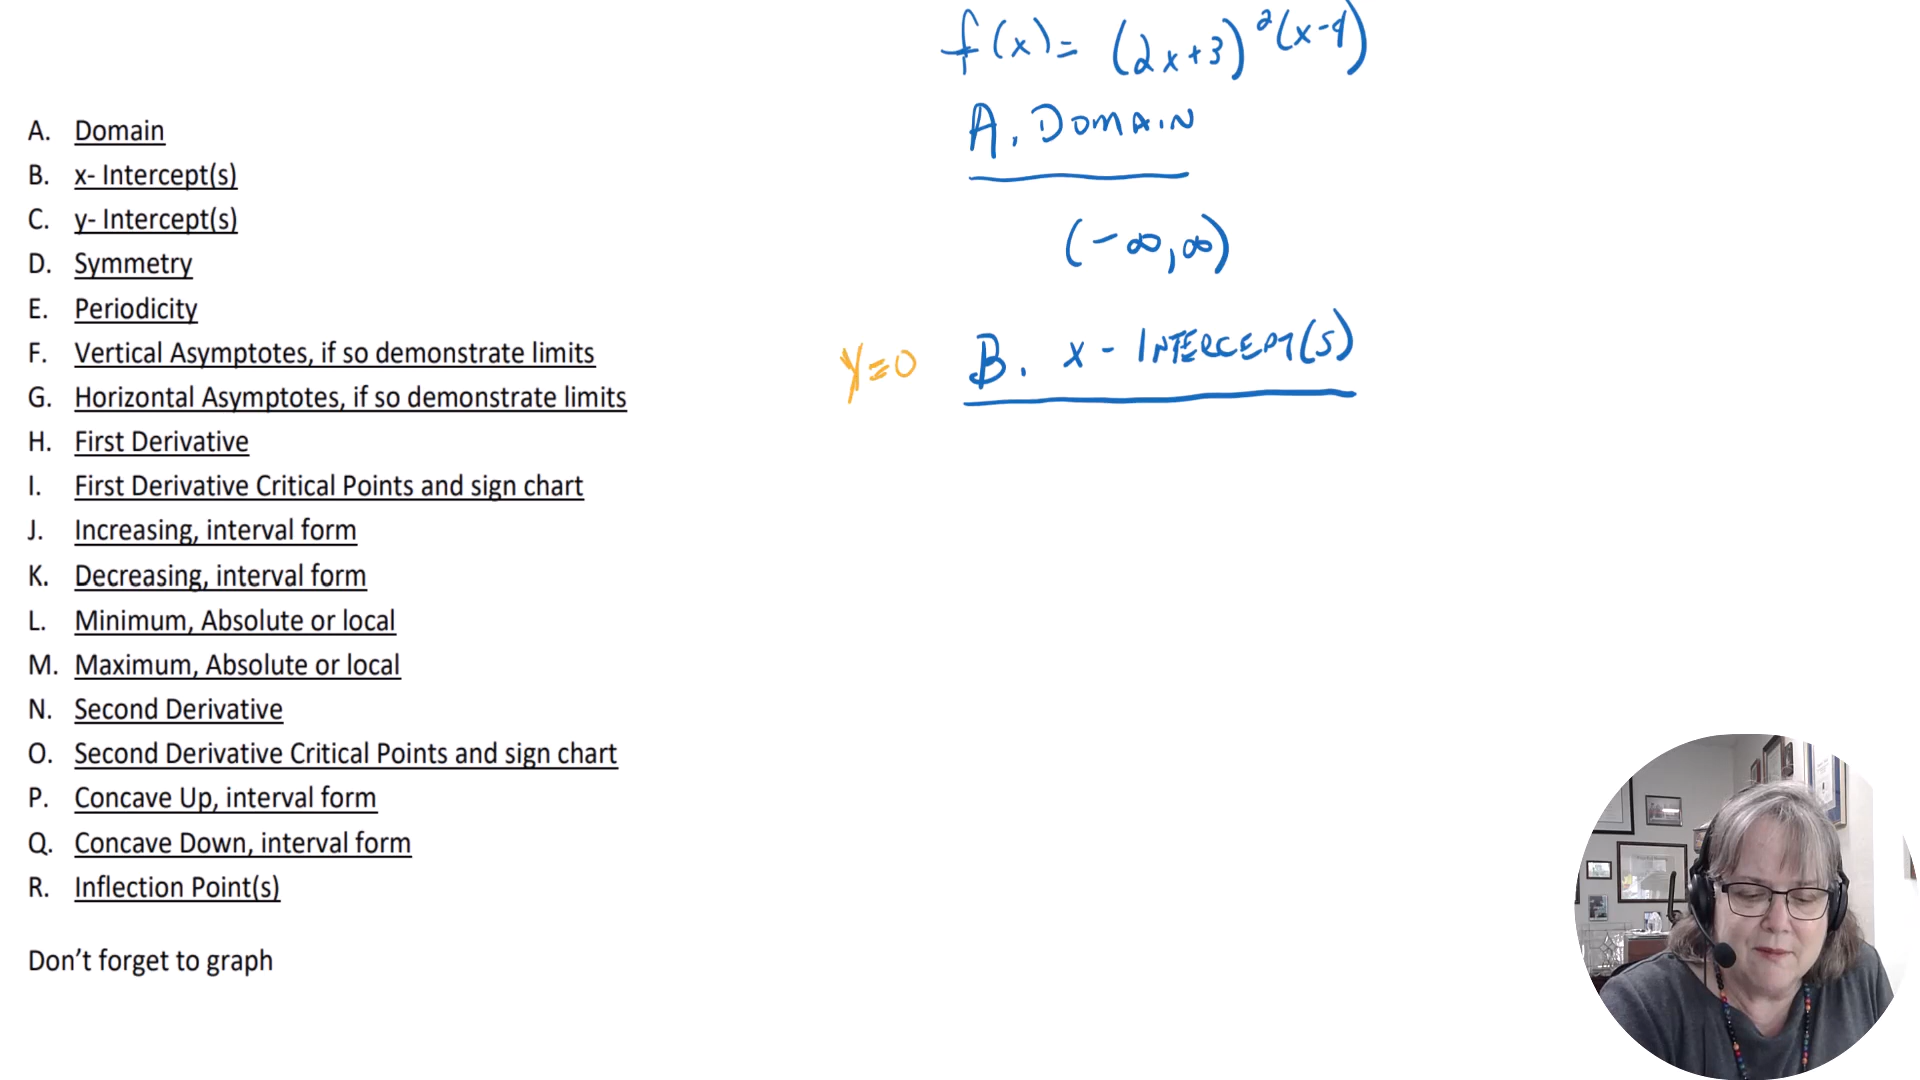 A. Domain
B. x- Intercept(s)
C. y- Intercept(s)
D. Symmetry
E. Periodicity
F. Vertical Asymptotes, if so demonstrate limits
G. Horizontal Asymptotes, if so demonstrate limits
H. First Derivative
I. First Derivative Critical Points and sign chart
J. Increasing, interval form
K. Decreasing, interval form
L. Minimum, Absolute or local
M. Maximum, Absolute or local
N. Second Derivative
O. Second Derivative Critical Points and sign chart
P. Concave Up, interval form
Q. Concave Down, interval form
R. Inflection Point(s)
Don’t forget to graph
f(x)= (2x+3)²(x-4)
A. DOMAIN
(-∞,∞)
y=0 B. x - INTERCEPT(S)